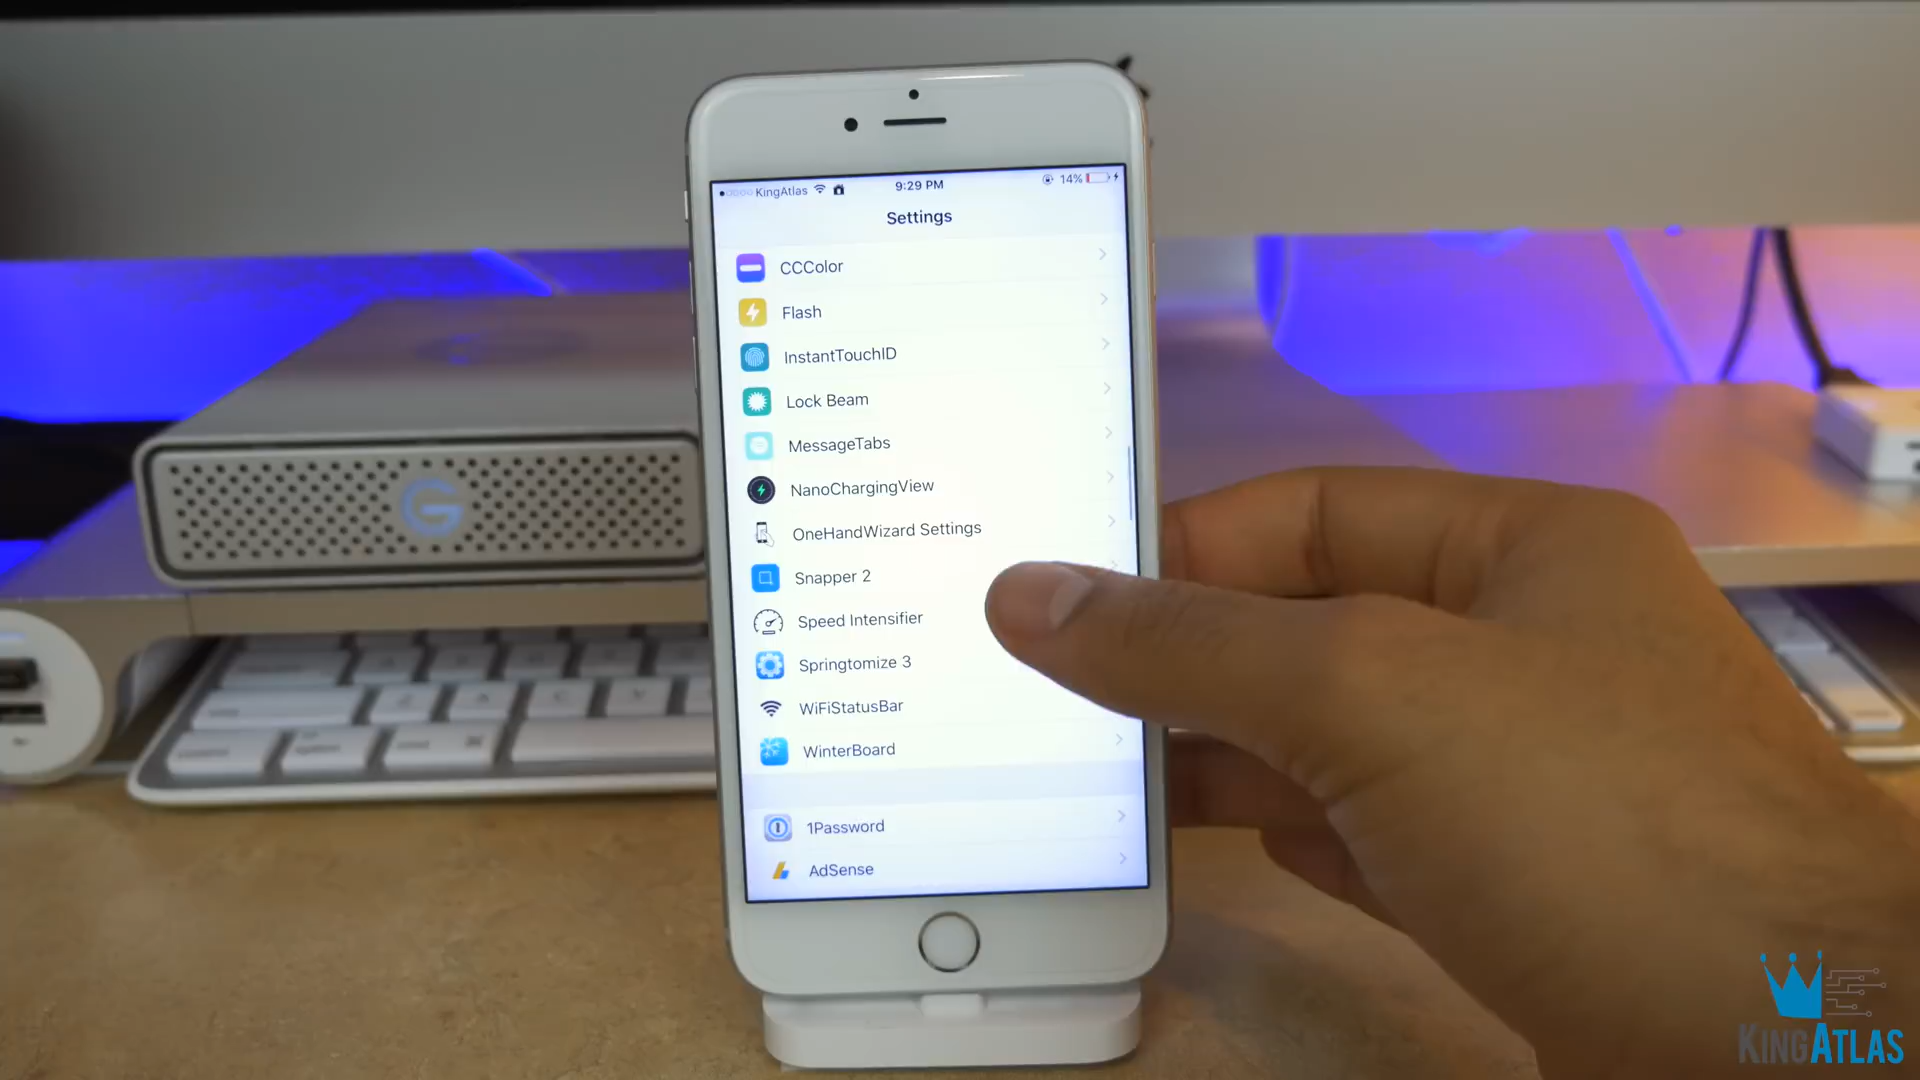 KingAtlas 9:29 PM 14%
Settings
CCColor
Flash
InstantTouchID
Lock Beam
MessageTabs
NanoChargingView
OneHandWizard Settings
Snapper 2
Speed Intensifier
Springtomize 3
WiFiStatusBar
WinterBoard
1Password
AdSense
G
KINGATLAS